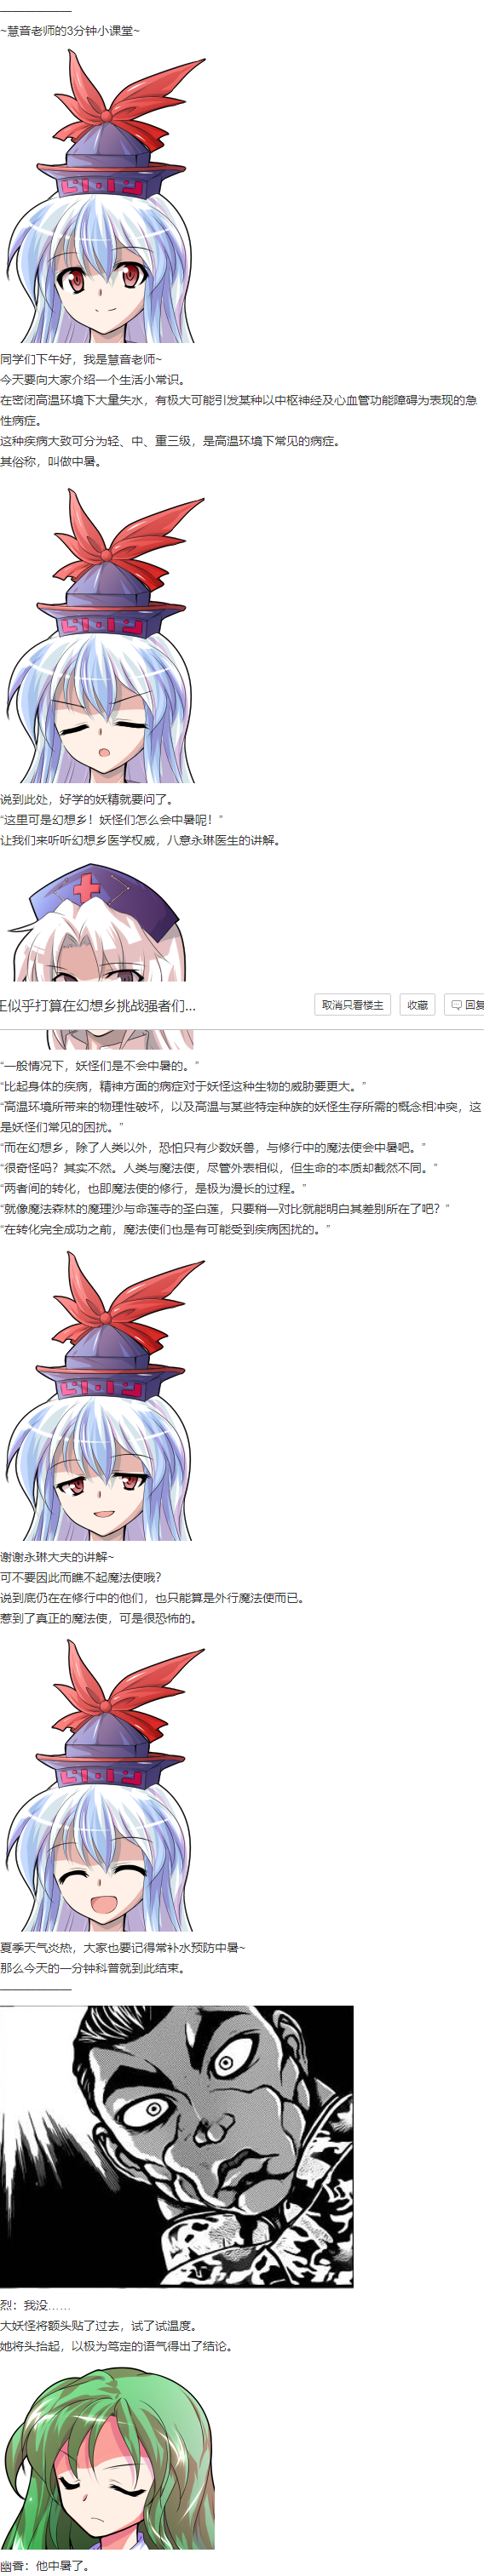 ~慧音老师的3分钟小课堂~
同学们下午好，我是慧音老师~
今天要向大家介绍一个生活小常识。
在密闭高温环境下大量失水，有极大可能引发某种以中枢神经及心血管功能障碍为表现的急
性病症。
这种疾病大致可分为轻、中、重三级，是高温环境下常见的病症。
其俗称，叫做中暑。
说到此处，好学的妖精就要问了。
“这里可是幻想乡！妖怪们怎么会中暑呢！”
让我们来听听幻想乡医学权威，八意永琳医生的讲解。
王似乎打算在幻想乡挑战强者们...
取消只看楼主
收藏
回复
“一般情况下，妖怪们是不会中暑的。”
“比起身体的疾病，精神方面的病症对于妖怪这种生物的威胁要更大。”
“高温环境所带来的物理性破坏，以及高温与某些特定种族的妖怪生存所需的概念相冲突，这
是妖怪们常见的困扰。”
“而在幻想乡，除了人类以外，恐怕只有少数妖兽，与修行中的魔法使会中暑吧。”
“很奇怪吗？其实不然。人类与魔法使，尽管外表相似，但生命的本质却截然不同。”
“两者间的转化，也即魔法使的修行，是极为漫长的过程。”
“就像魔法森林的魔理沙与命莲寺的圣白莲，只要稍一对比就能明白其差别所在了吧？”
“在转化完全成功之前，魔法使们也是有可能受到疾病困扰的。”
谢谢永琳大夫的讲解~
可不要因此而瞧不起魔法使哦？
说到底仍在在修行中的他们，也只能算是外行魔法使而已。
惹到了真正的魔法使，可是很恐怖的。
夏季天气炎热，大家也要记得常补水预防中暑~
那么今天的一分钟科普就到此结束。
烈：我没……
大妖怪将额头贴了过去，试了试温度。
她将头抬起，以极为笃定的语气得出了结论。
幽香：他中暑了。